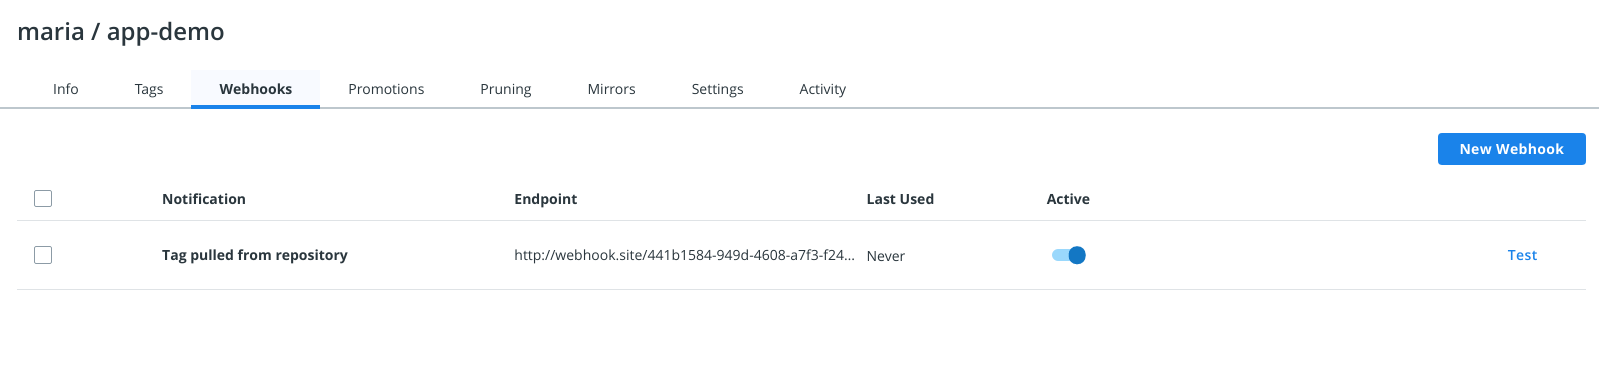 maria / app-demo
Info Tags Webhooks Promotions Pruning Mirrors Settings Activity
New Webhook
Notification Endpoint Last Used Active
Tag pulled from repository http://webhook.site/441b1584-949d-4608-a7f3-f24... Never Test